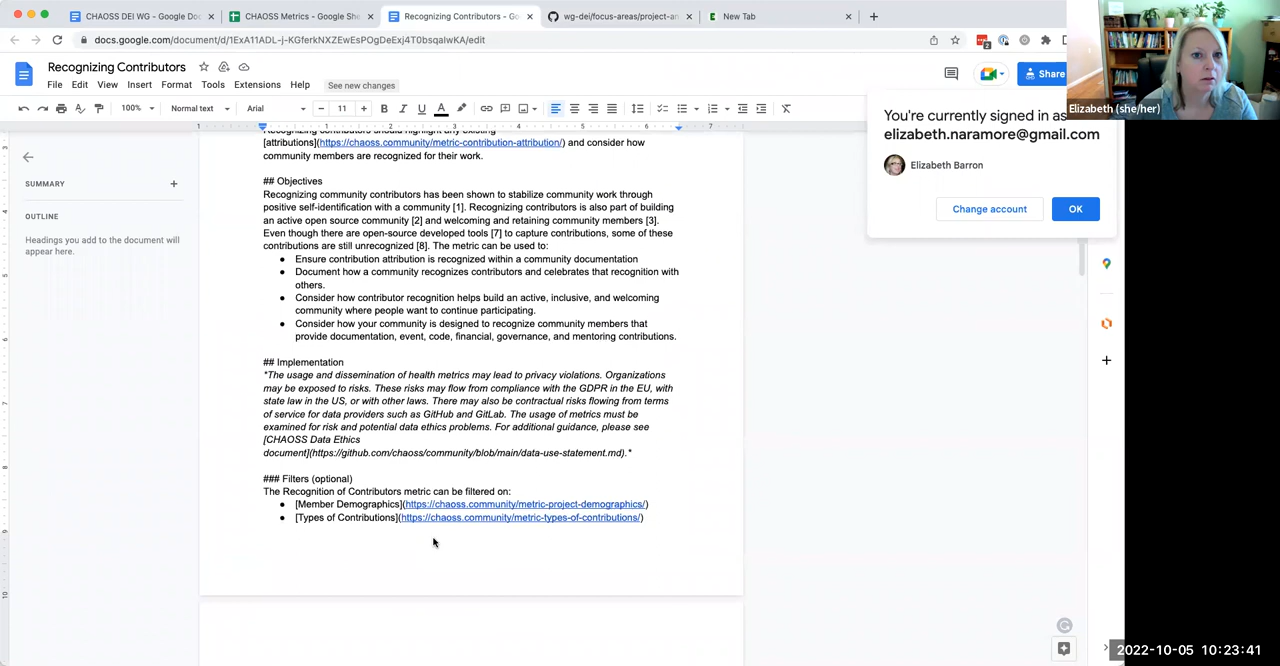 CHAOSS DEI WG - Google Doc
CHAOSS Metrics - Google She
Recognizing Contributors - Go
wg-dei/focus-areas/project-an
New Tab
docs.google.com/document/d/1ExA11ADL-j-KGferkNXZEwEsPOgDeExj4T0bsqaIwKA/edit
2
Recognizing Contributors
File Edit View Insert Format Tools Extensions Help See new changes
Share
100% Normal text Arial 11
Elizabeth (she/her)
1 1 2 3 4 5 6 7
You're currently signed in as
elizabeth.naramore@gmail.com
Elizabeth Barron
Change account OK
SUMMARY
OUTLINE
Headings you add to the document will
appear here.
Recognizing Contributors should highlight any existing
[attributions](https://chaoss.community/metric-contribution-attribution/) and consider how
community members are recognized for their work.
## Objectives
Recognizing community contributors has been shown to stabilize community work through
positive self-identification with a community [1]. Recognizing contributors is also part of building
an active open source community [2] and welcoming and retaining community members [3].
Even though there are open-source developed tools [7] to capture contributions, some of these
contributions are still unrecognized [8]. The metric can be used to:
● Ensure contribution attribution is recognized within a community documentation
● Document how a community recognizes contributors and celebrates that recognition with
others.
● Consider how contributor recognition helps build an active, inclusive, and welcoming
community where people want to continue participating.
● Consider how your community is designed to recognize community members that
provide documentation, event, code, financial, governance, and mentoring contributions.
## Implementation
*The usage and dissemination of health metrics may lead to privacy violations. Organizations
may be exposed to risks. These risks may flow from compliance with the GDPR in the EU, with
state law in the US, or with other laws. There may also be contractual risks flowing from terms
of service for data providers such as GitHub and GitLab. The usage of metrics must be
examined for risk and potential data ethics problems. For additional guidance, please see
[CHAOSS Data Ethics
document](https://github.com/chaoss/community/blob/main/data-use-statement.md).*
### Filters (optional)
The Recognition of Contributors metric can be filtered on:
● [Member Demographics](https://chaoss.community/metric-project-demographics/)
● [Types of Contributions](https://chaoss.community/metric-types-of-contributions/)
2022-10-05 10:23:41